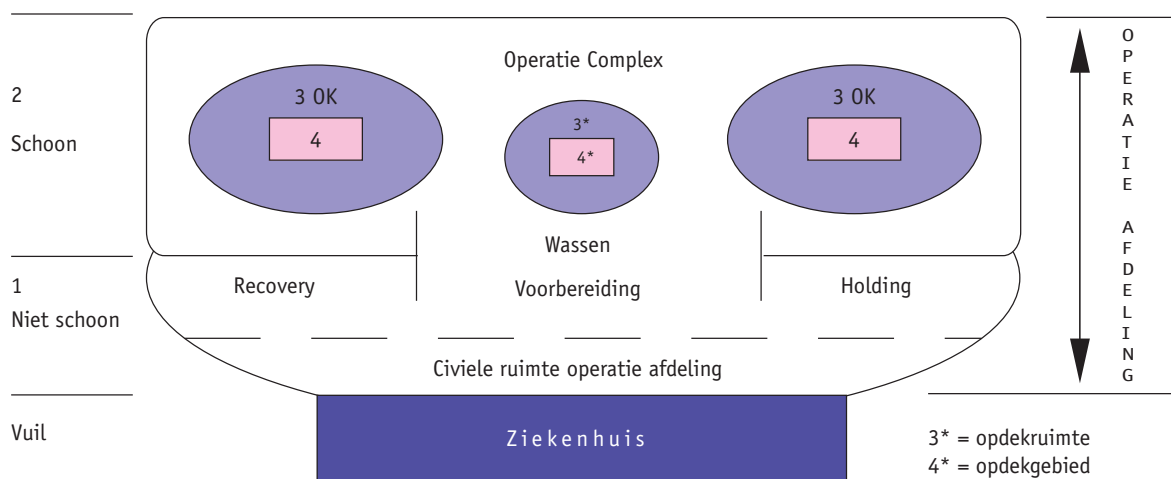 2
Schoon
1
Niet schoon
Vuil
Operatie Complex
3 OK
4
3*
4*
3 OK
4
Wassen
Recovery
Voorbereiding
Holding
Civiele ruimte operatie afdeling
Ziekenhuis
OPERATIE AFDELING
3* = opdekruimte
4* = opdekgebied